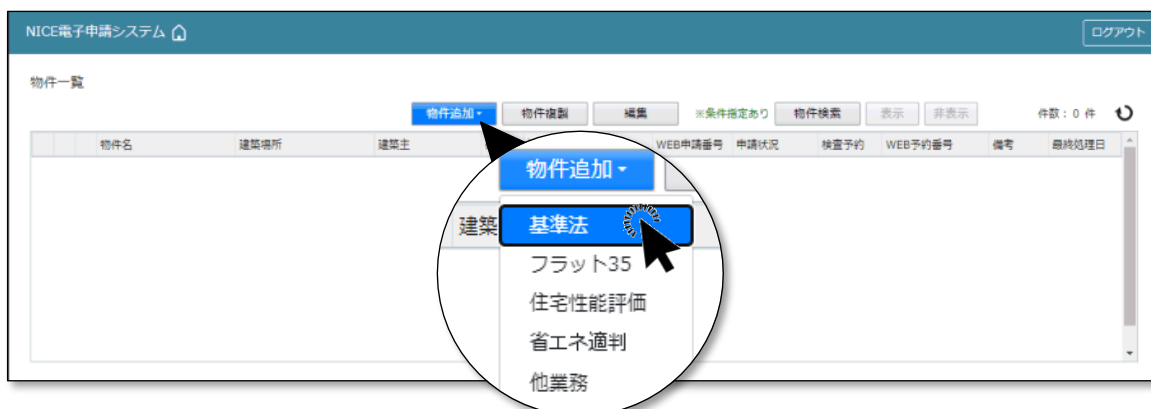 NICE電子申請システム
ログアウト
物件一覧
物件追加 物件複製 編集 ※条件指定あり 物件検索 表示 非表示 件数：0 件
物件名 建築場所 建築主 WEB申請番号 申請状況 検査予約 WEB予約番号 備考 最終処理日
物件追加
建築 基準法
フラット35
住宅性能評価
省エネ適判
他業務